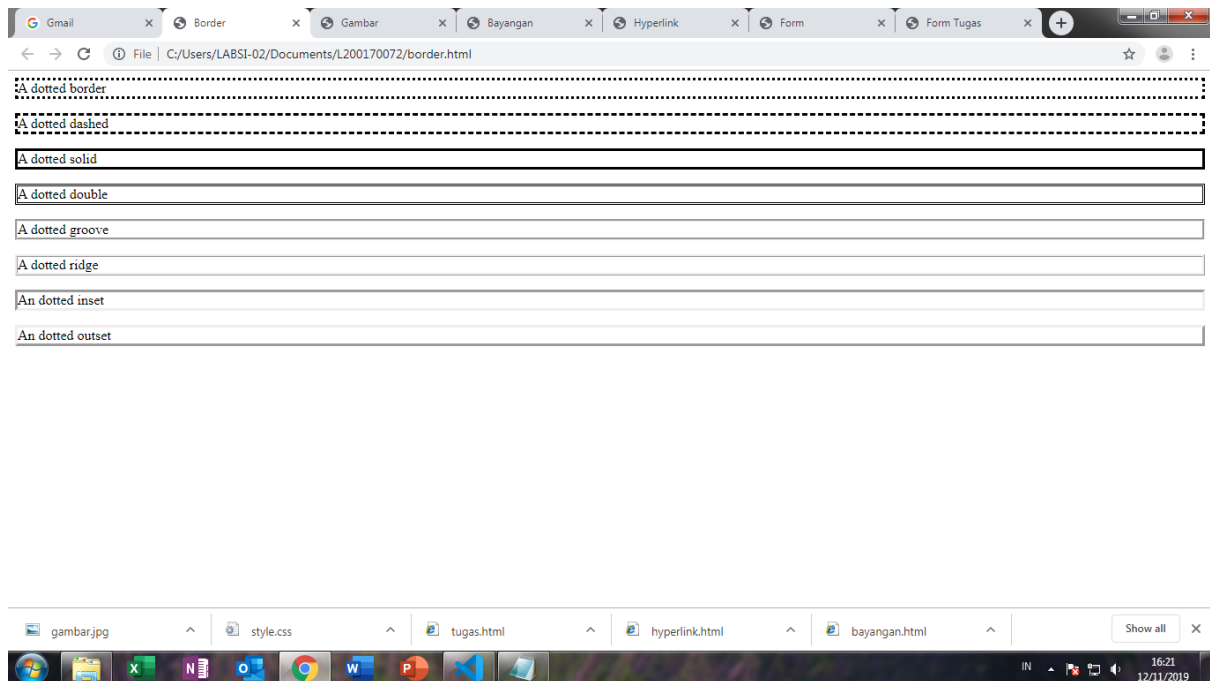 Gmail Border Gambar Bayangan Hyperlink Form Form Tugas
File C:/Users/LABSI-02/Documents/L200170072/border.html
A dotted border
A dotted dashed
A dotted solid
A dotted double
A dotted groove
A dotted ridge
An dotted inset
An dotted outset
gambar.jpg style.css tugas.html hyperlink.html bayangan.html Show all
IN 16:21
12/11/2019